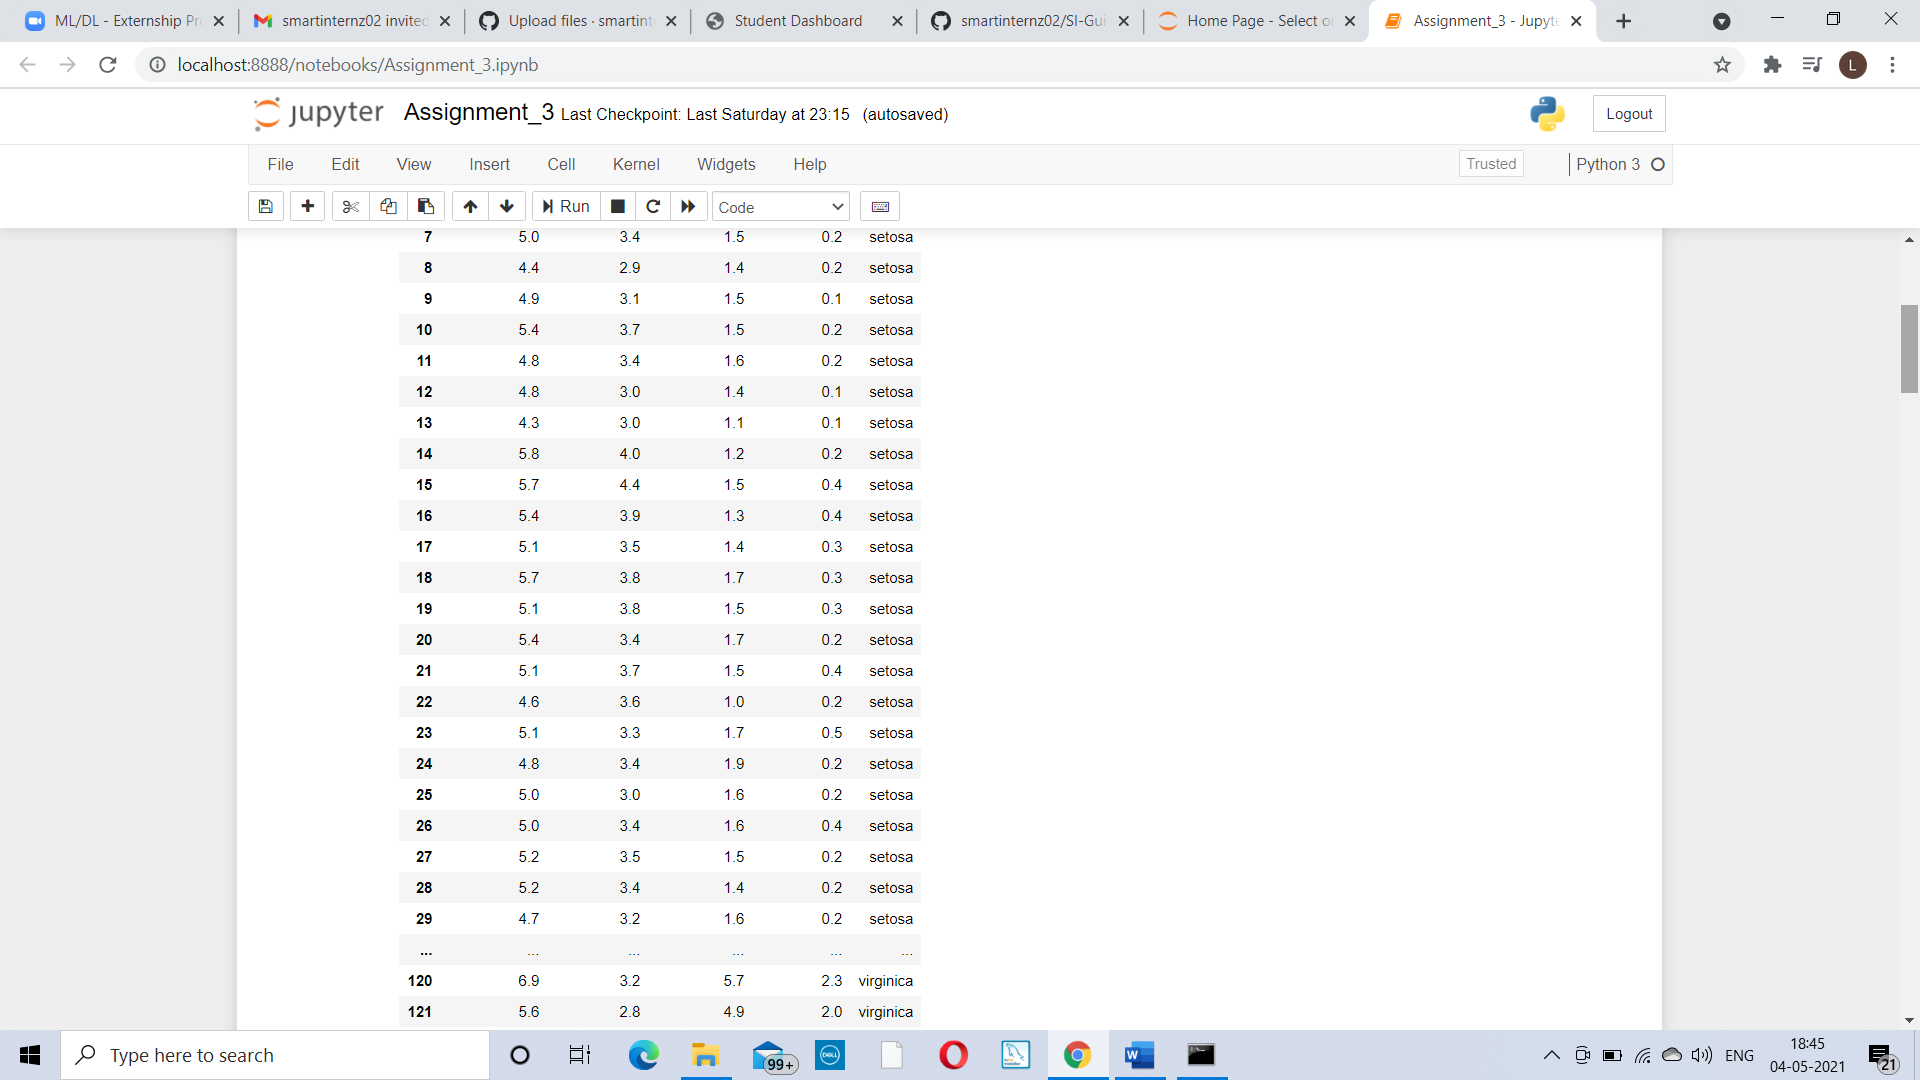 ML/DL - Externship Pr
smartinternz02 invited
Upload files · smartint
Student Dashboard
smartinternz02/SI-Gui
Home Page - Select or
Assignment_3 - Jupyte
localhost:8888/notebooks/Assignment_3.ipynb
L
jupyter Assignment_3 Last Checkpoint: Last Saturday at 23:15 (autosaved)
Logout
File Edit View Insert Cell Kernel Widgets Help
Trusted Python 3
Run Code
7 5.0 3.4 1.5 0.2 setosa
8 4.4 2.9 1.4 0.2 setosa
9 4.9 3.1 1.5 0.1 setosa
10 5.4 3.7 1.5 0.2 setosa
11 4.8 3.4 1.6 0.2 setosa
12 4.8 3.0 1.4 0.1 setosa
13 4.3 3.0 1.1 0.1 setosa
14 5.8 4.0 1.2 0.2 setosa
15 5.7 4.4 1.5 0.4 setosa
16 5.4 3.9 1.3 0.4 setosa
17 5.1 3.5 1.4 0.3 setosa
18 5.7 3.8 1.7 0.3 setosa
19 5.1 3.8 1.5 0.3 setosa
20 5.4 3.4 1.7 0.2 setosa
21 5.1 3.7 1.5 0.4 setosa
22 4.6 3.6 1.0 0.2 setosa
23 5.1 3.3 1.7 0.5 setosa
24 4.8 3.4 1.9 0.2 setosa
25 5.0 3.0 1.6 0.2 setosa
26 5.0 3.4 1.6 0.4 setosa
27 5.2 3.5 1.5 0.2 setosa
28 5.2 3.4 1.4 0.2 setosa
29 4.7 3.2 1.6 0.2 setosa
... ... ... ... ... ...
120 6.9 3.2 5.7 2.3 virginica
121 5.6 2.8 4.9 2.0 virginica
Type here to search
99+
DELL
W
ENG
18:45
04-05-2021
21